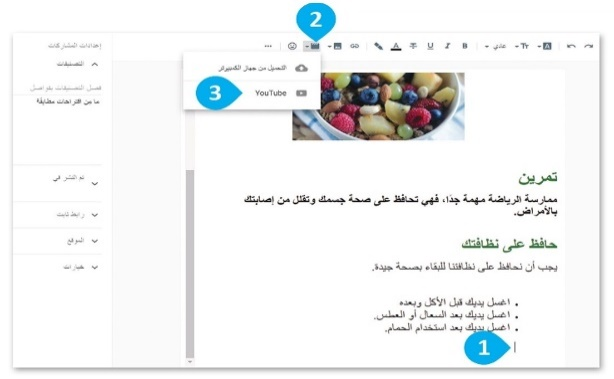 2
إعدادات المشاركات
عادي
Tr
A
B
I
U
A
التصنيفات
التحميل من جهاز الكمبيوتر
YouTube
3
فصل التصنيفات بفواصل
ما من اقتراحات مطابقة
تمرين
ممارسة الرياضة مهمة جدًا، فهي تحافظ على صحة جسمك وتقلل من إصابتك
بالأمراض.
تم النشر في
رابط ثابت
الموقع
خيارات
حافظ على نظافتك
يجب أن نحافظ على نظافتنا للبقاء بصحة جيدة.
• اغسل يديك قبل الأكل وبعده
• اغسل يديك بعد السعال أو العطس.
• اغسل يديك بعد استخدام الحمام.
1